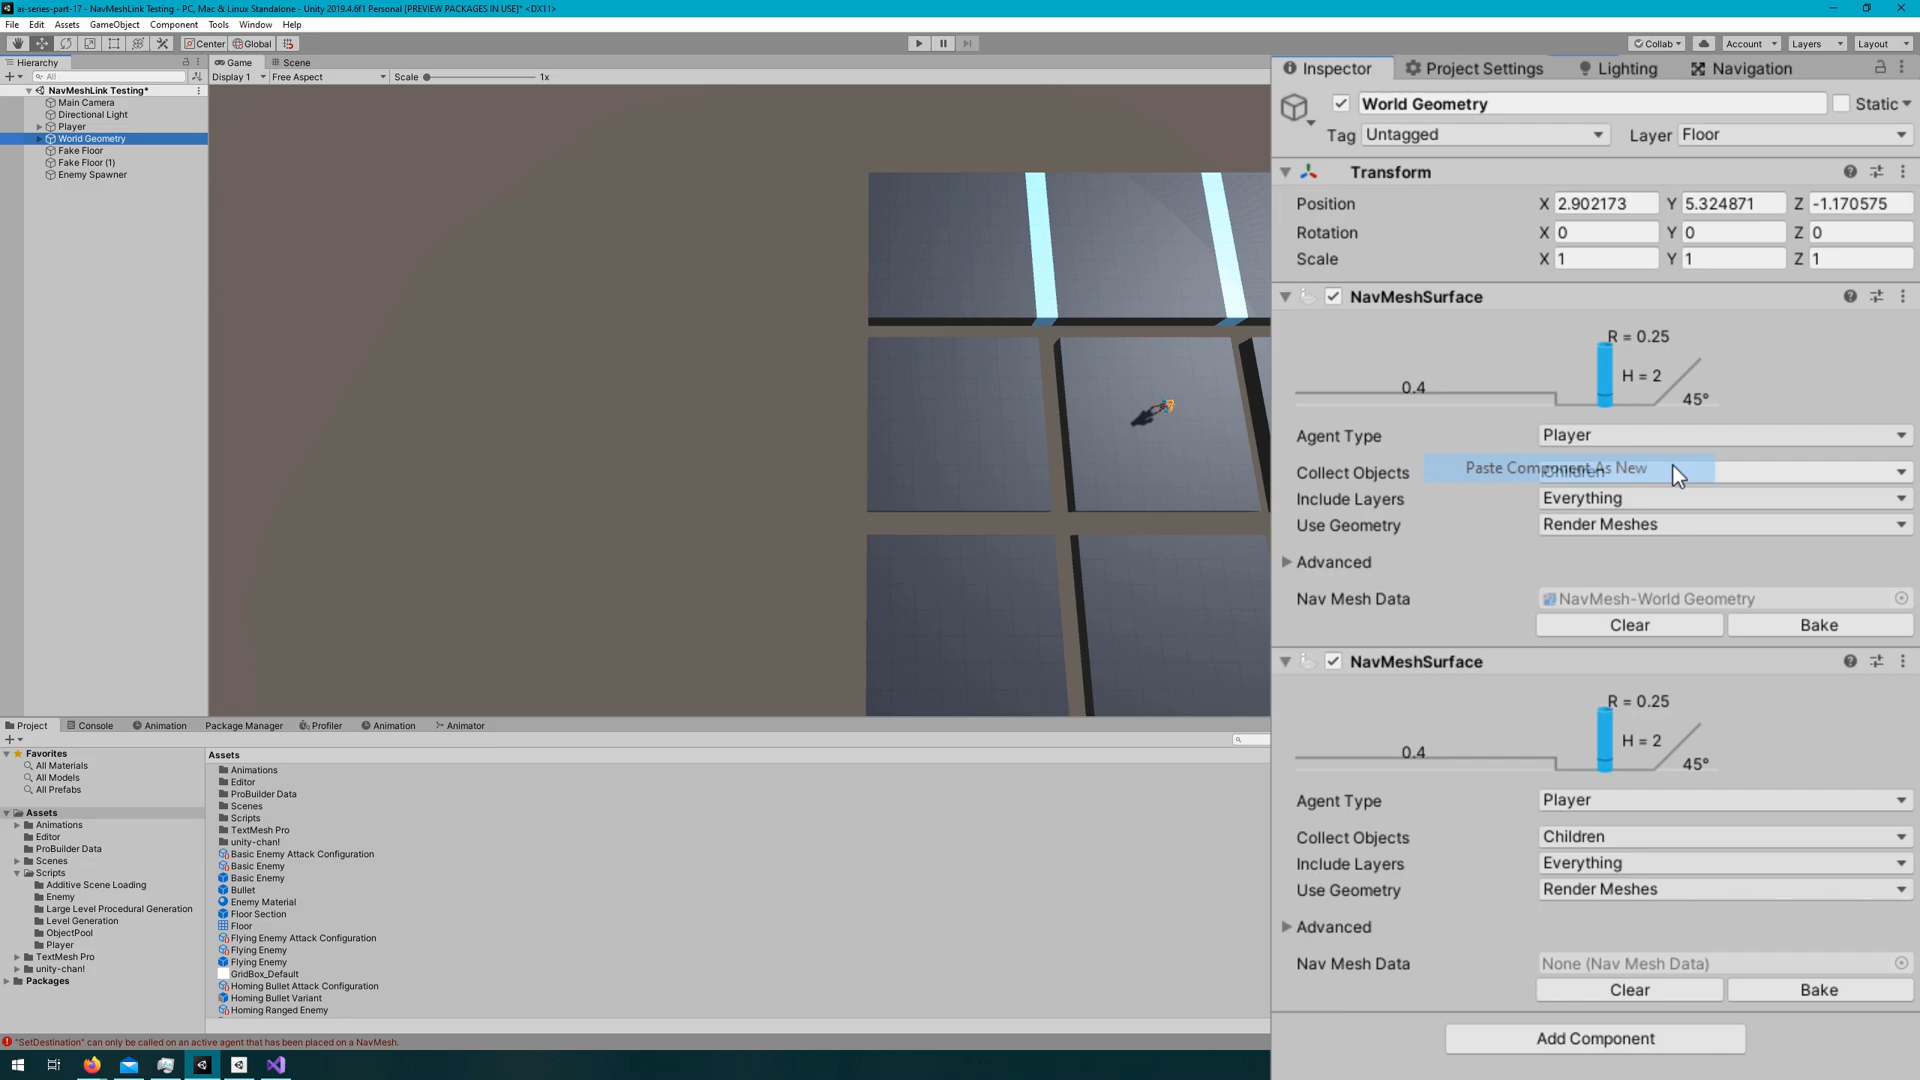 ai-series-part-17 - NavMeshLink Testing - PC, Mac & Linux Standalone - Unity 2019.4.6f1 Personal [PREVIEW PACKAGES IN USE]* <DX11>
File Edit Assets GameObject Component Tools Window Help
Center Global Collab Account Layers Layout
Hierarchy
All
NavMeshLink Testing*
Main Camera
Directional Light
Player
World Geometry
Fake Floor
Fake Floor (1)
Enemy Spawner
Game Scene
Display 1 Free Aspect Scale 1x
Inspector Project Settings Lighting Navigation
World Geometry Static
Tag Untagged Layer Floor
Transform
Position X 2.902173 Y 5.324871 Z -1.170575
Rotation X 0 Y 0 Z 0
Scale X 1 Y 1 Z 1
NavMeshSurface
R = 0.25
0.4 H = 2 45°
Agent Type Player
Collect Objects Children
Paste Component As New
Include Layers Everything
Use Geometry Render Meshes
Advanced
Nav Mesh Data NavMesh-World Geometry
Clear Bake
NavMeshSurface
R = 0.25
0.4 H = 2 45°
Agent Type Player
Collect Objects Children
Include Layers Everything
Use Geometry Render Meshes
Advanced
Nav Mesh Data None (Nav Mesh Data)
Clear Bake
Add Component
Project Console Animation Package Manager Profiler Animation Animator
Favorites
All Materials
All Models
All Prefabs
Assets
Animations
Editor
ProBuilder Data
Scenes
Scripts
Additive Scene Loading
Enemy
Large Level Procedural Generation
Level Generation
ObjectPool
Player
TextMesh Pro
unity-chan!
Packages
Assets
Animations
Editor
ProBuilder Data
Scenes
Scripts
TextMesh Pro
unity-chan!
Basic Enemy Attack Configuration
Basic Enemy
Basic Enemy
Bullet
Enemy Material
Floor Section
Floor
Flying Enemy Attack Configuration
Flying Enemy
Flying Enemy
GridBox_Default
Homing Bullet Attack Configuration
Homing Bullet Variant
Homing Ranged Enemy
"SetDestination" can only be called on an active agent that has been placed on a NavMesh.